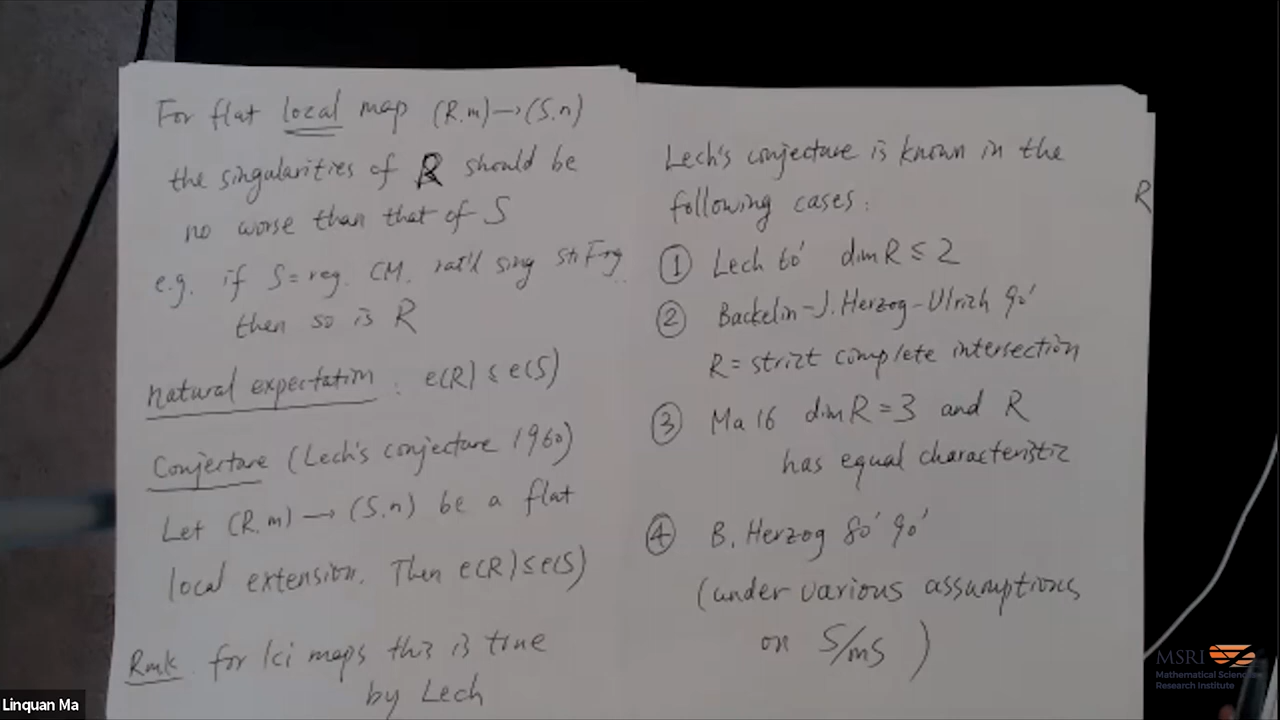 For flat local map (R.m)→(S.n)
the singularities of R should be
no worse than that of S
e.g. if S=reg. CM, rat'l sing str F-reg.
then so is R
natural expectation : e(R) ≤ e(S)
Conjecture (Lech's conjecture 1960)
Let (R.m)→(S.n) be a flat
local extension. Then e(R)≤e(S)
Rmk for lci maps this is true
by Lech
Lech's conjecture is known in the
following cases:
① Lech 60' dim R ≤ 2
② Backelin-J.Herzog-Ulrich 90'
R = strict complete intersection
③ Ma 16 dim R = 3 and R
has equal characteristic
④ B. Herzog 80' 90'
(under various assumptions
on S/mS )
R
MSRI
Mathematical Sciences
Research Institute
Linquan Ma